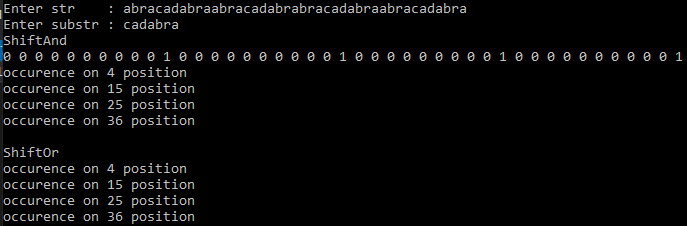 Enter str    : abracadabraabracadabrabracadabraabracadabra
Enter substr : cadabra
ShiftAnd
0 0 0 0 0 0 0 0 0 0 1 0 0 0 0 0 0 0 0 0 0 1 0 0 0 0 0 0 0 0 0 1 0 0 0 0 0 0 0 0 0 0 1
occurence on 4 position
occurence on 15 position
occurence on 25 position
occurence on 36 position
ShiftOr
occurence on 4 position
occurence on 15 position
occurence on 25 position
occurence on 36 position